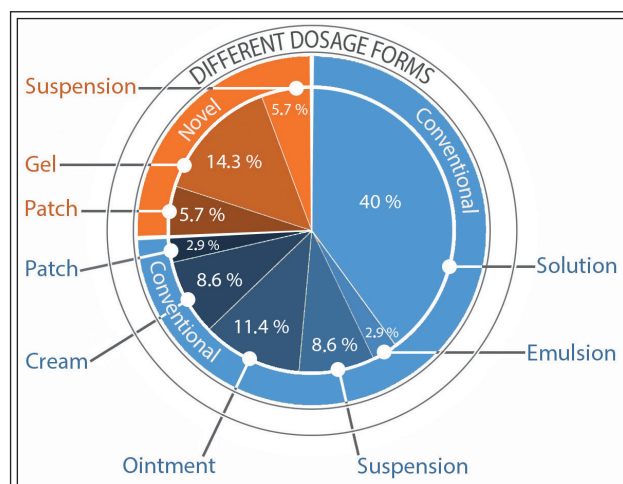 DIFFERENT DOSAGE FORMS
Suspension
Novel
5.7 %
Conventional
Gel
14.3 %
40 %
Patch
5.7 %
Patch
2.9 %
Solution
Conventional
8.6 %
Cream
11.4 %
8.6 %
2.9 %
Emulsion
Ointment
Suspension